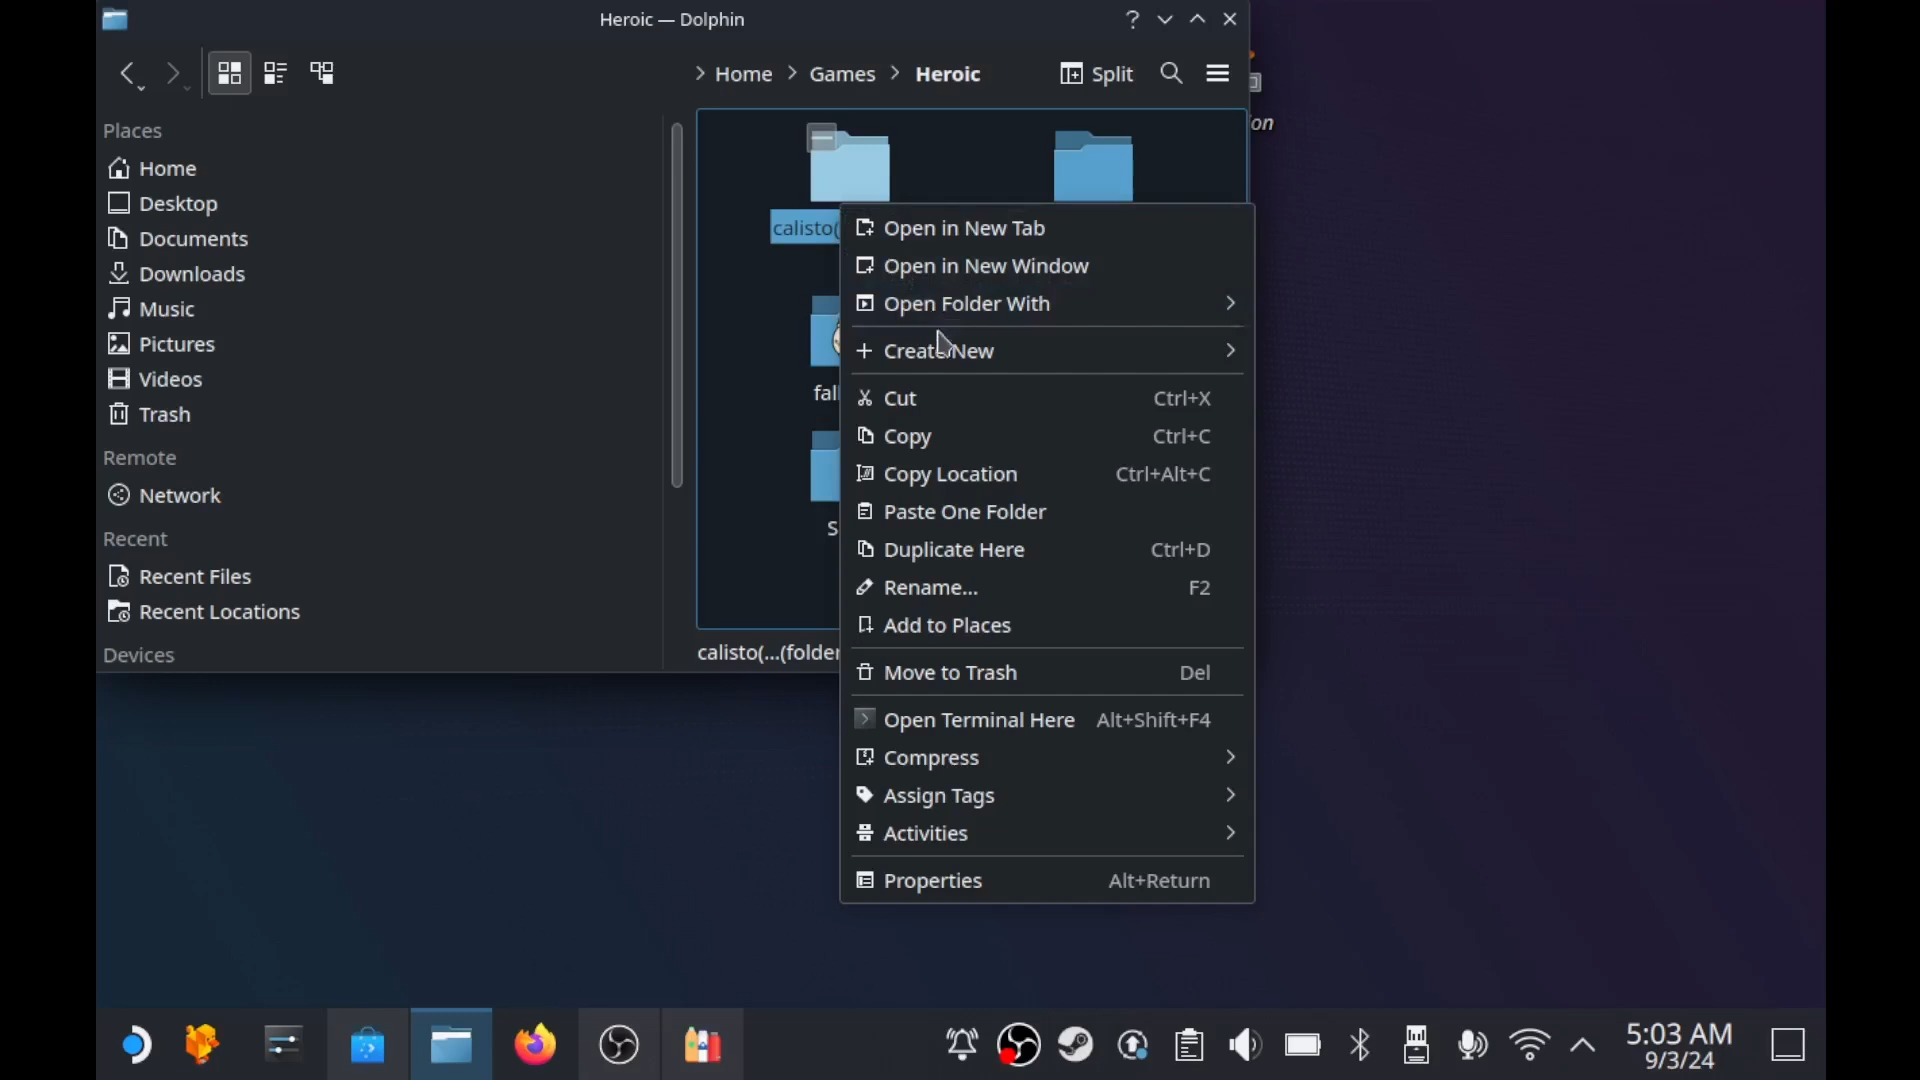 Heroic — Dolphin
?
Home
Games
Heroic
Split
Places
Home
Desktop
Documents
Downloads
Music
Pictures
Videos
Trash
Remote
Network
Recent
Recent Files
Recent Locations
Devices
calisto(
fall
S
calisto(...(folder
on
Open in New Tab
Open in New Window
Open Folder With
Create New
Cut Ctrl+X
Copy Ctrl+C
Copy Location Ctrl+Alt+C
Paste One Folder
Duplicate Here Ctrl+D
Rename... F2
Add to Places
Move to Trash Del
Open Terminal Here Alt+Shift+F4
Compress
Assign Tags
Activities
Properties Alt+Return
5:03 AM
9/3/24